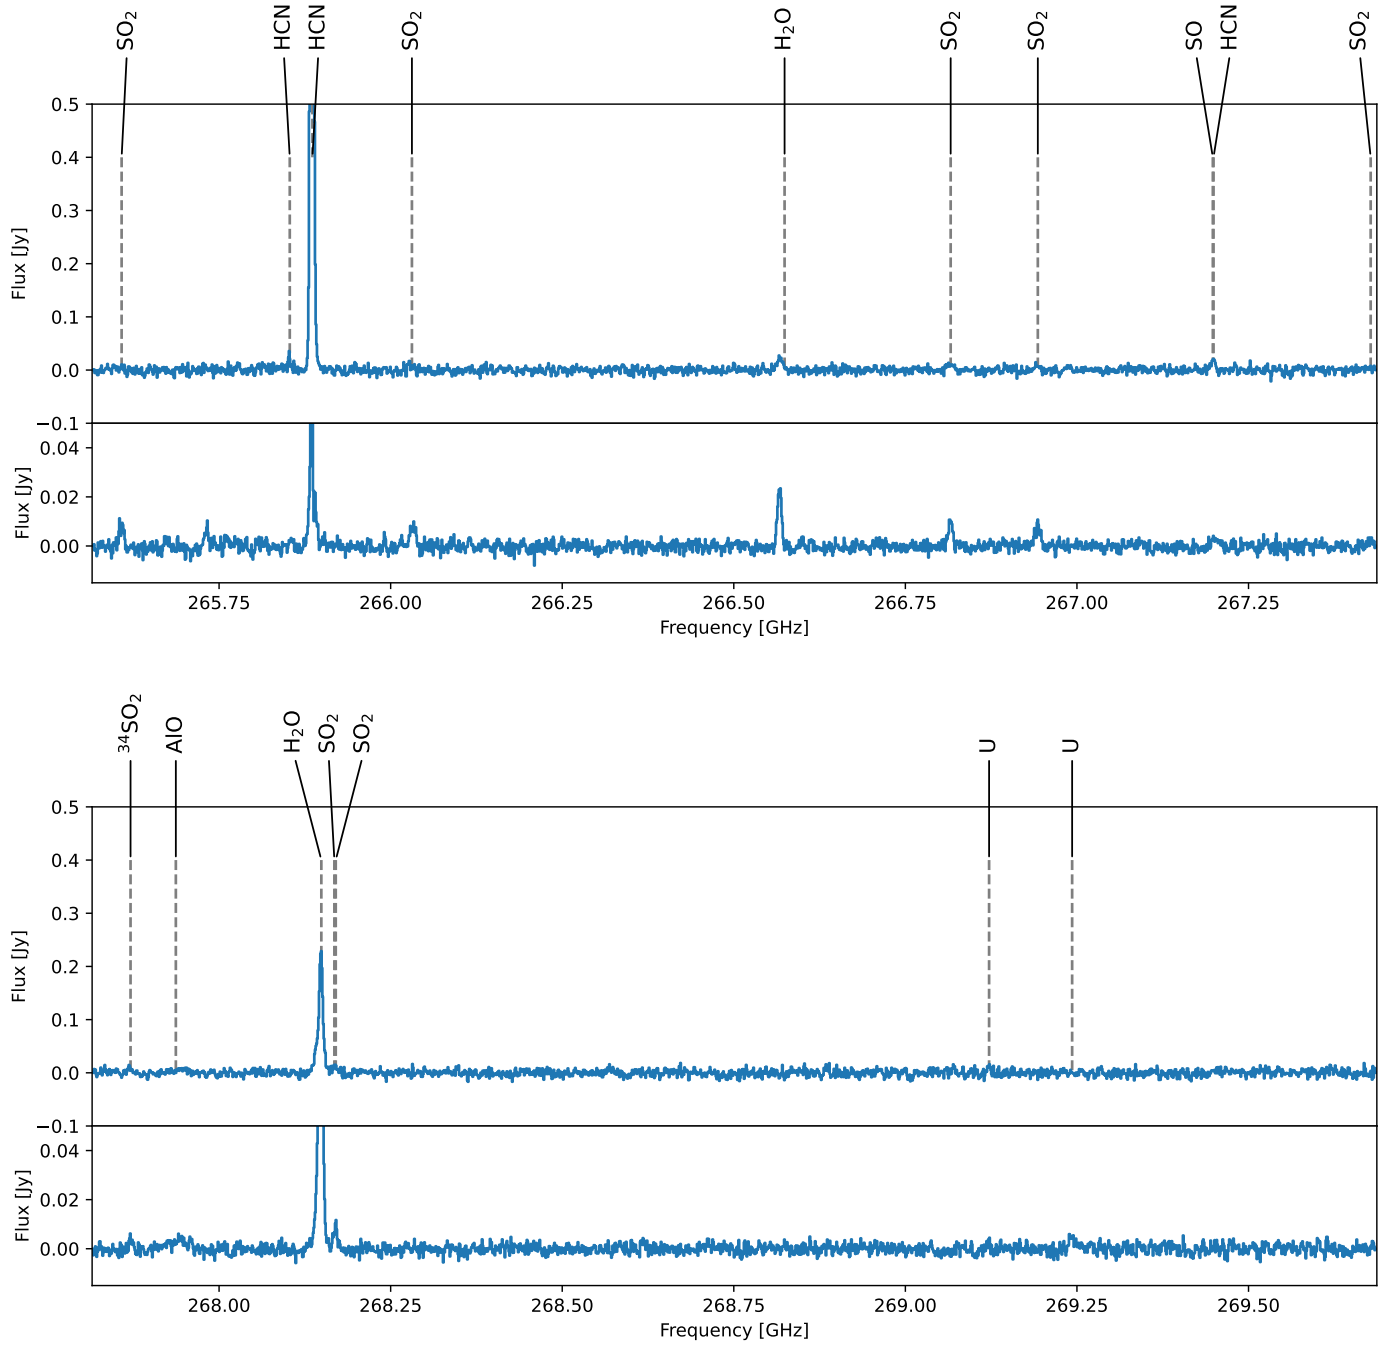 SO₂ HCN HCN SO₂ H₂O SO₂ SO₂ SO HCN SO₂
0.5
0.4
0.3
0.2
0.1
0.0
−0.1
Flux [Jy]
0.04
0.02
0.00
Flux [Jy]
265.75 266.00 266.25 266.50 266.75 267.00 267.25
Frequency [GHz]
³⁴SO₂ AlO H₂O SO₂ SO₂ U U
0.5
0.4
0.3
0.2
0.1
0.0
−0.1
Flux [Jy]
0.04
0.02
0.00
Flux [Jy]
268.00 268.25 268.50 268.75 269.00 269.25 269.50
Frequency [GHz]